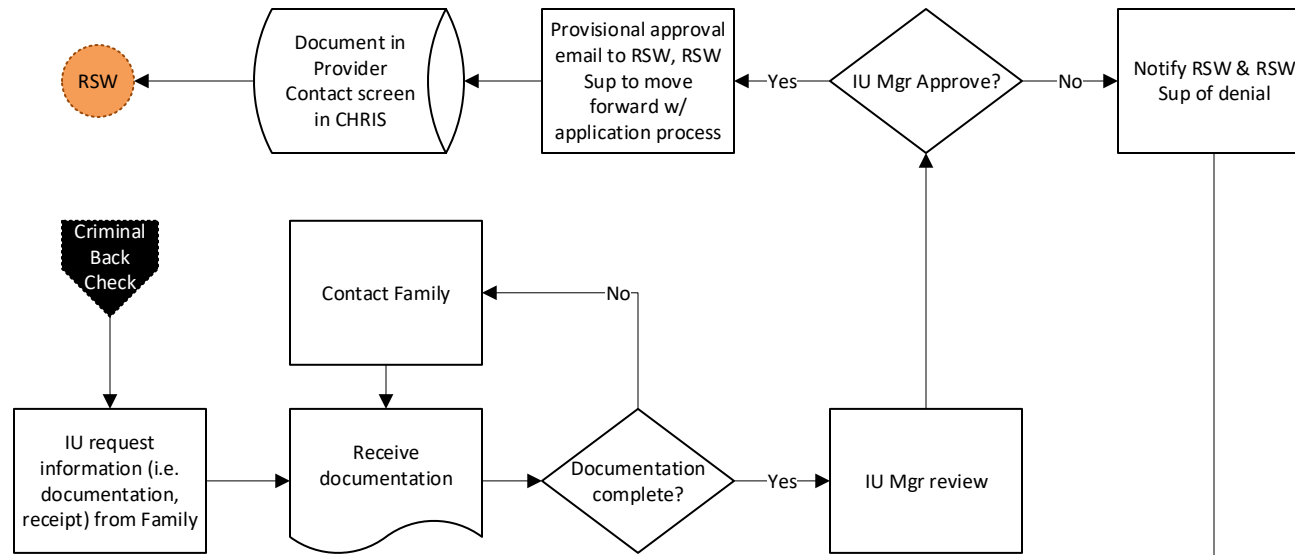 RSW
Document in
Provider
Contact screen
in CHRIS
Provisional approval
email to RSW, RSW
Sup to move
forward w/
application process
Yes
IU Mgr Approve?
No
Notify RSW & RSW
Sup of denial
Criminal
Back
Check
Contact Family
No
IU request
information (i.e.
documentation,
receipt) from Family
Receive
documentation
Documentation
complete?
Yes
IU Mgr review